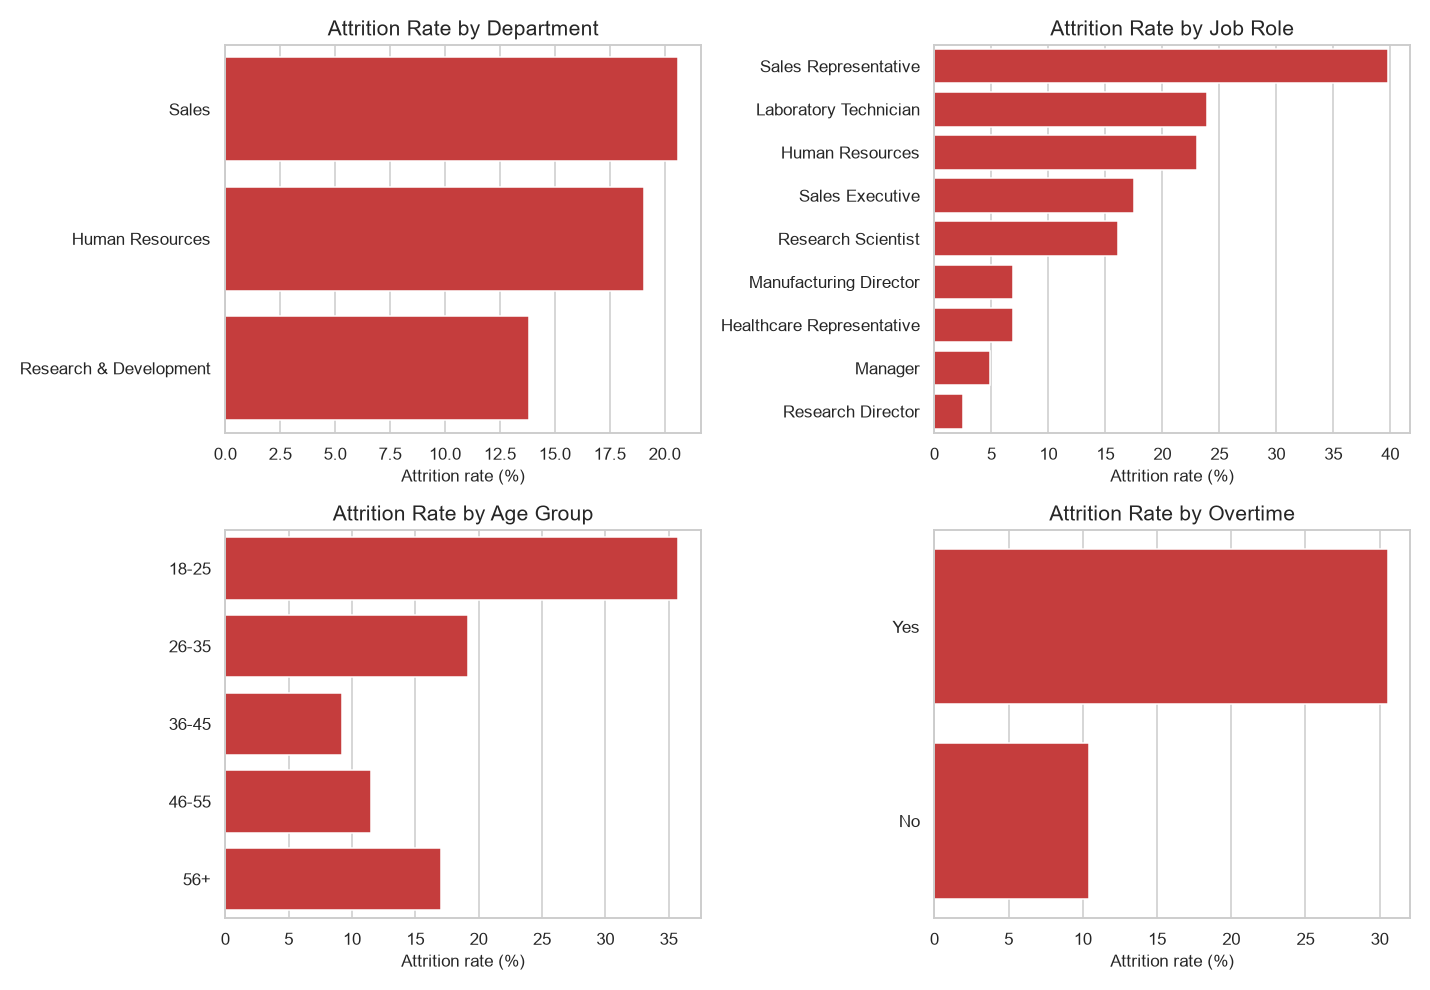 Attrition Rate by Department
Sales
Human Resources
Research & Development
0.0 2.5 5.0 7.5 10.0 12.5 15.0 17.5 20.0
Attrition rate (%)
Attrition Rate by Job Role
Sales Representative
Laboratory Technician
Human Resources
Sales Executive
Research Scientist
Manufacturing Director
Healthcare Representative
Manager
Research Director
0 5 10 15 20 25 30 35 40
Attrition rate (%)
Attrition Rate by Age Group
18-25
26-35
36-45
46-55
56+
0 5 10 15 20 25 30 35
Attrition rate (%)
Attrition Rate by Overtime
Yes
No
0 5 10 15 20 25 30
Attrition rate (%)